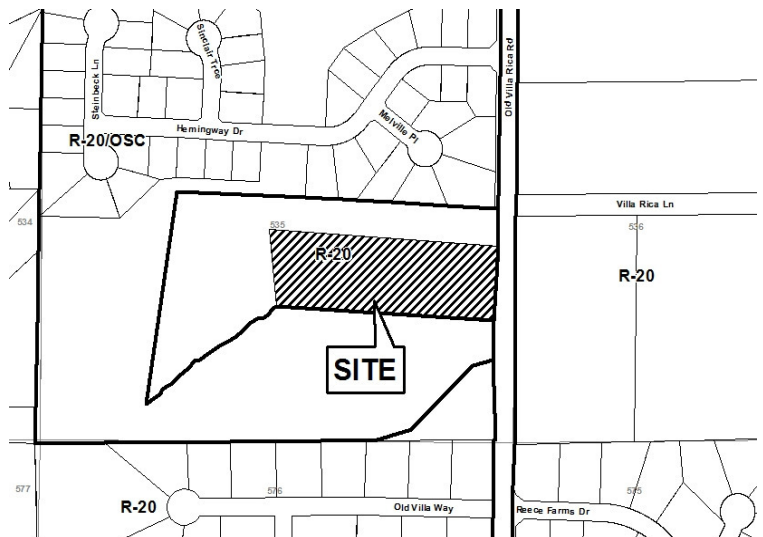 Steinbeck Ln
Sinclair Trce
Old Villa Rica Rd
Melville Pl
Hemingway Dr
R-20/OSC
Villa Rica Ln
534
535
536
R-20
R-20
SITE
577
576
575
R-20
Old Villa Way
Reece Farms Dr